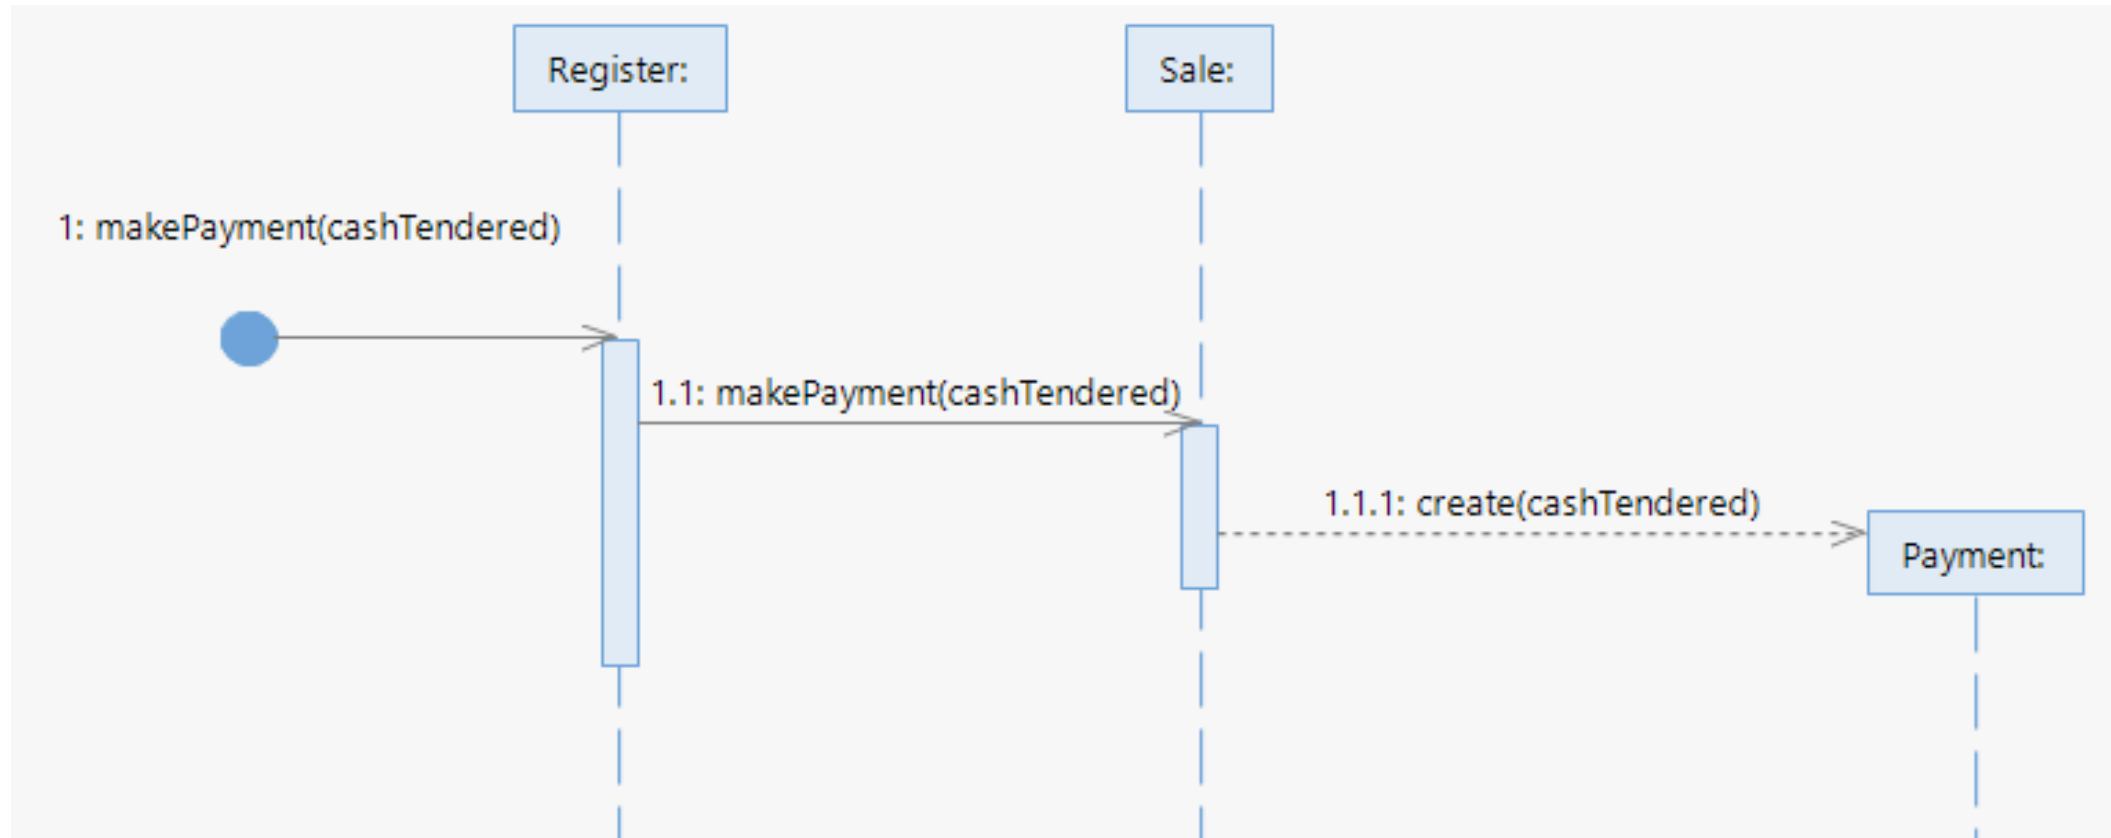 Register:
Sale:
1: makePayment(cashTendered)
1.1: makePayment(cashTendered)
1.1.1: create(cashTendered)
Payment: